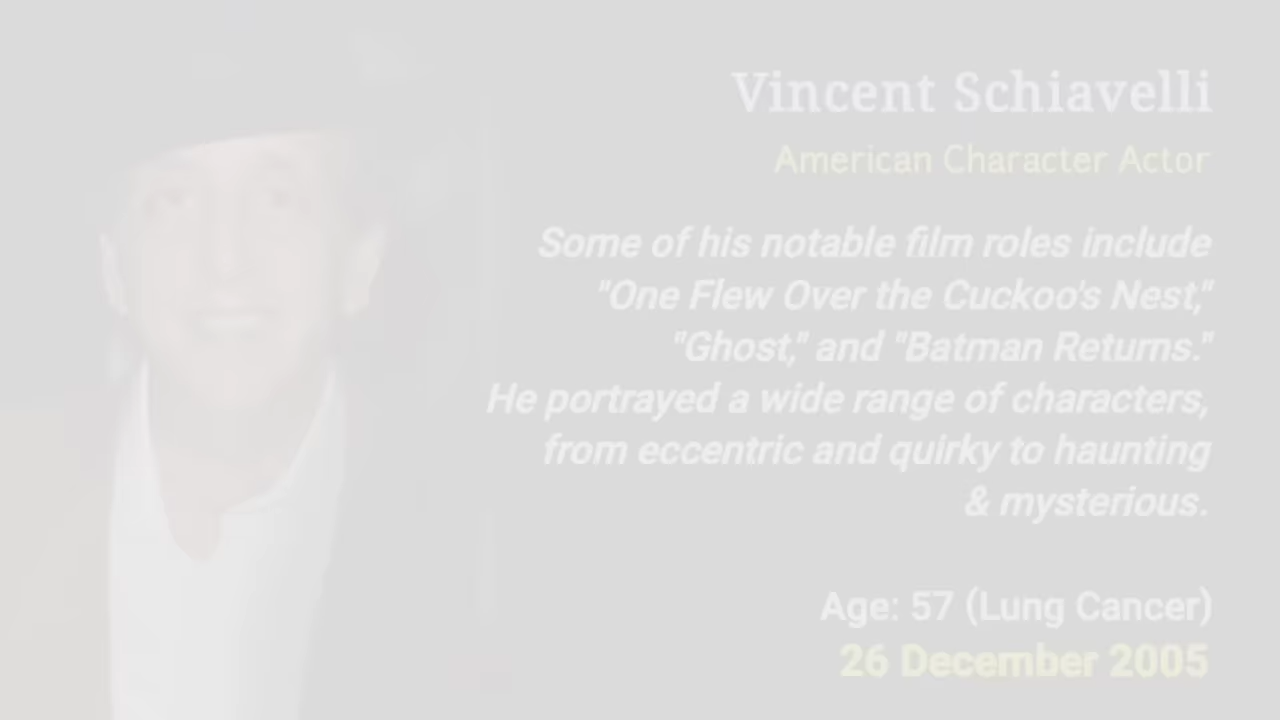 Vincent Schiavelli
American Character Actor
Some of his notable film roles include
"One Flew Over the Cuckoo's Nest,"
"Ghost," and "Batman Returns."
He portrayed a wide range of characters,
from eccentric and quirky to haunting
& mysterious.
Age: 57 (Lung Cancer)
26 December 2005